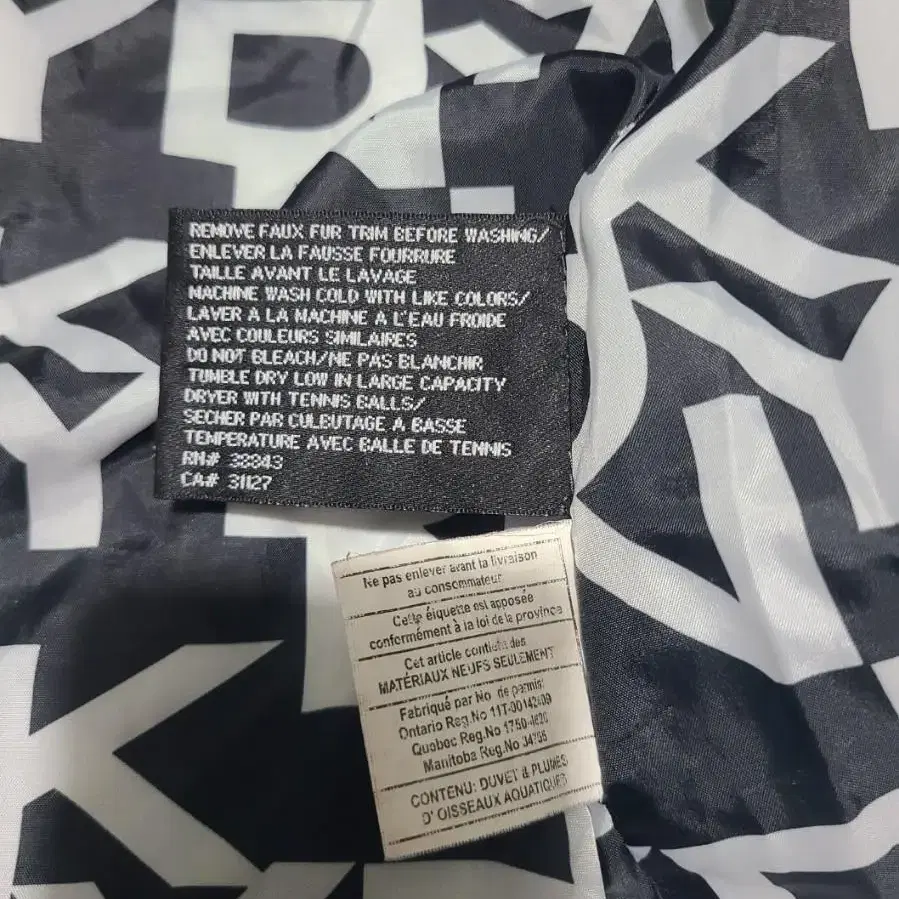 REMOVE FAUX FUR TRIM BEFORE WASHING/
ENLEVER LA FAUSSE FOURRURE
TAILLE AVANT LE LAVAGE
MACHINE WASH COLD WITH LIKE COLORS/
LAVER A LA MACHINE A L'EAU FROIDE
AVEC COULEURS SIMILAIRES
DO NOT BLEACH/NE PAS BLANCHIR
TUMBLE DRY LOW IN LARGE CAPACITY
DRYER WITH TENNIS BALLS/
SECHER PAR CULBUTAGE A BASSE
TEMPERATURE AVEC BALLE DE TENNIS
RN#
CA# 31127
Ne pas enlever avant la livraison
au consommateur
Cette éiquette est apposée
conformément à la loi de la province
Cet article contient des
MATÉRIAUX NEUFS SEULEMENT
Fabriqué par No. de permis:
Ontario Reg.No
Quebec Reg.No
Manitoba Reg.No
CONTENU: DUVET & PLUMES
D' OISSEAUX AQUATIQUES